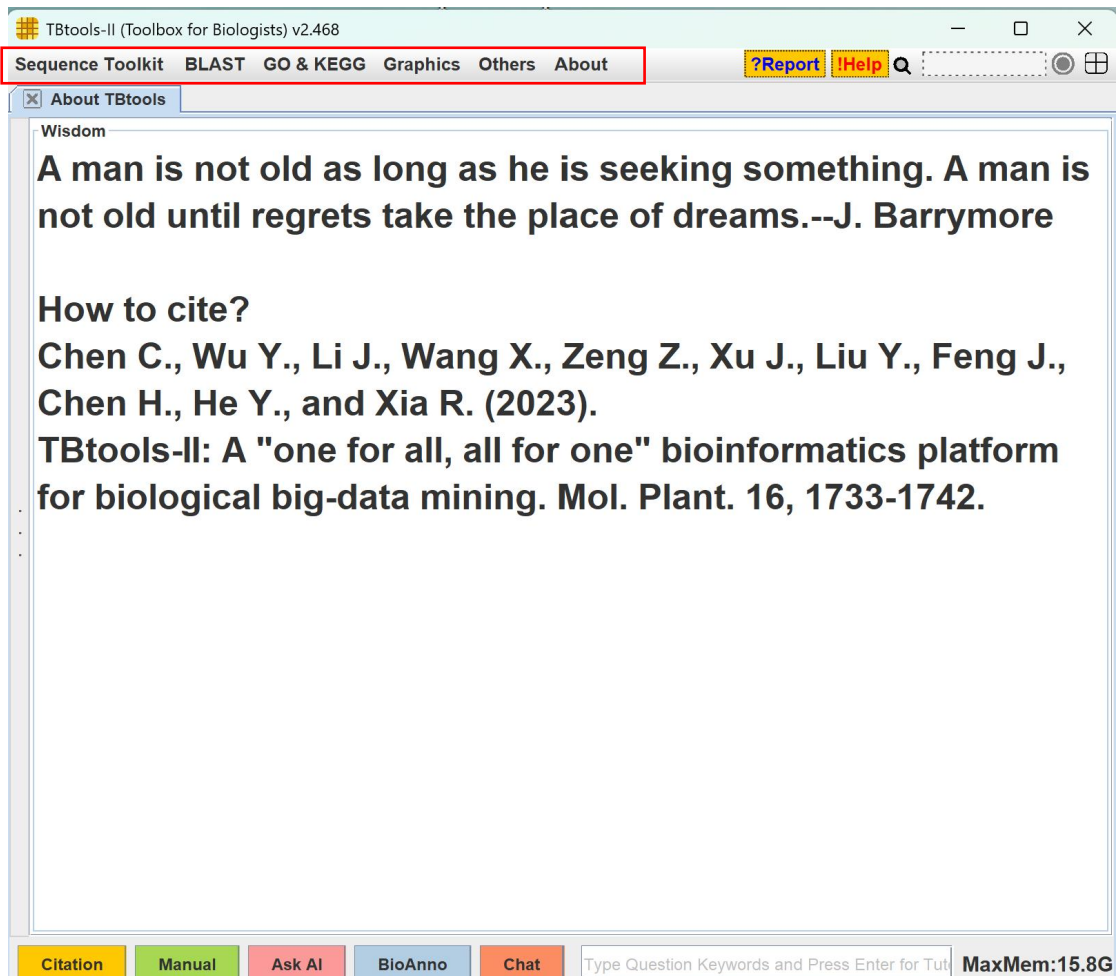 TBtools-II (Toolbox for Biologists) v2.468
Sequence Toolkit BLAST GO & KEGG Graphics Others About ?Report !Help
About TBtools
Wisdom
A man is not old as long as he is seeking something. A man is
not old until regrets take the place of dreams.--J. Barrymore
How to cite?
Chen C., Wu Y., Li J., Wang X., Zeng Z., Xu J., Liu Y., Feng J.,
Chen H., He Y., and Xia R. (2023).
TBtools-II: A "one for all, all for one" bioinformatics platform
for biological big-data mining. Mol. Plant. 16, 1733-1742.
Citation Manual Ask AI BioAnno Chat Type Question Keywords and Press Enter for Tut MaxMem:15.8G